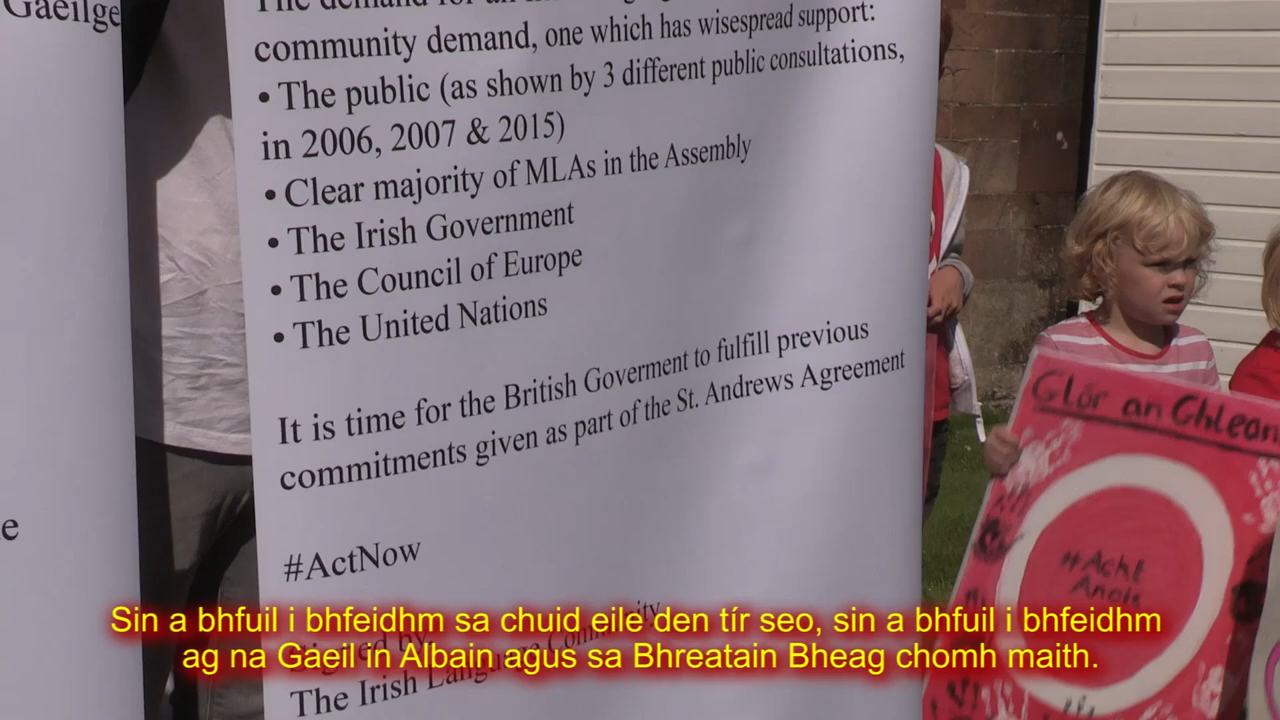 Gaeilge
e
community demand, one which has wisespread support:
• The public (as shown by 3 different public consultations,
in 2006, 2007 & 2015)
• Clear majority of MLAs in the Assembly
• The Irish Government
• The Council of Europe
• The United Nations
It is time for the British Goverment to fulfill previous
commitments given as part of the St. Andrews Agreement
#ActNow
Signed by
The Irish Language Community
Glór an Ghlean
#Acht
Anois
Sin a bhfuil i bhfeidhm sa chuid eile den tír seo, sin a bhfuil i bhfeidhm
ag na Gaeil in Albain agus sa Bhreatain Bheag chomh maith.